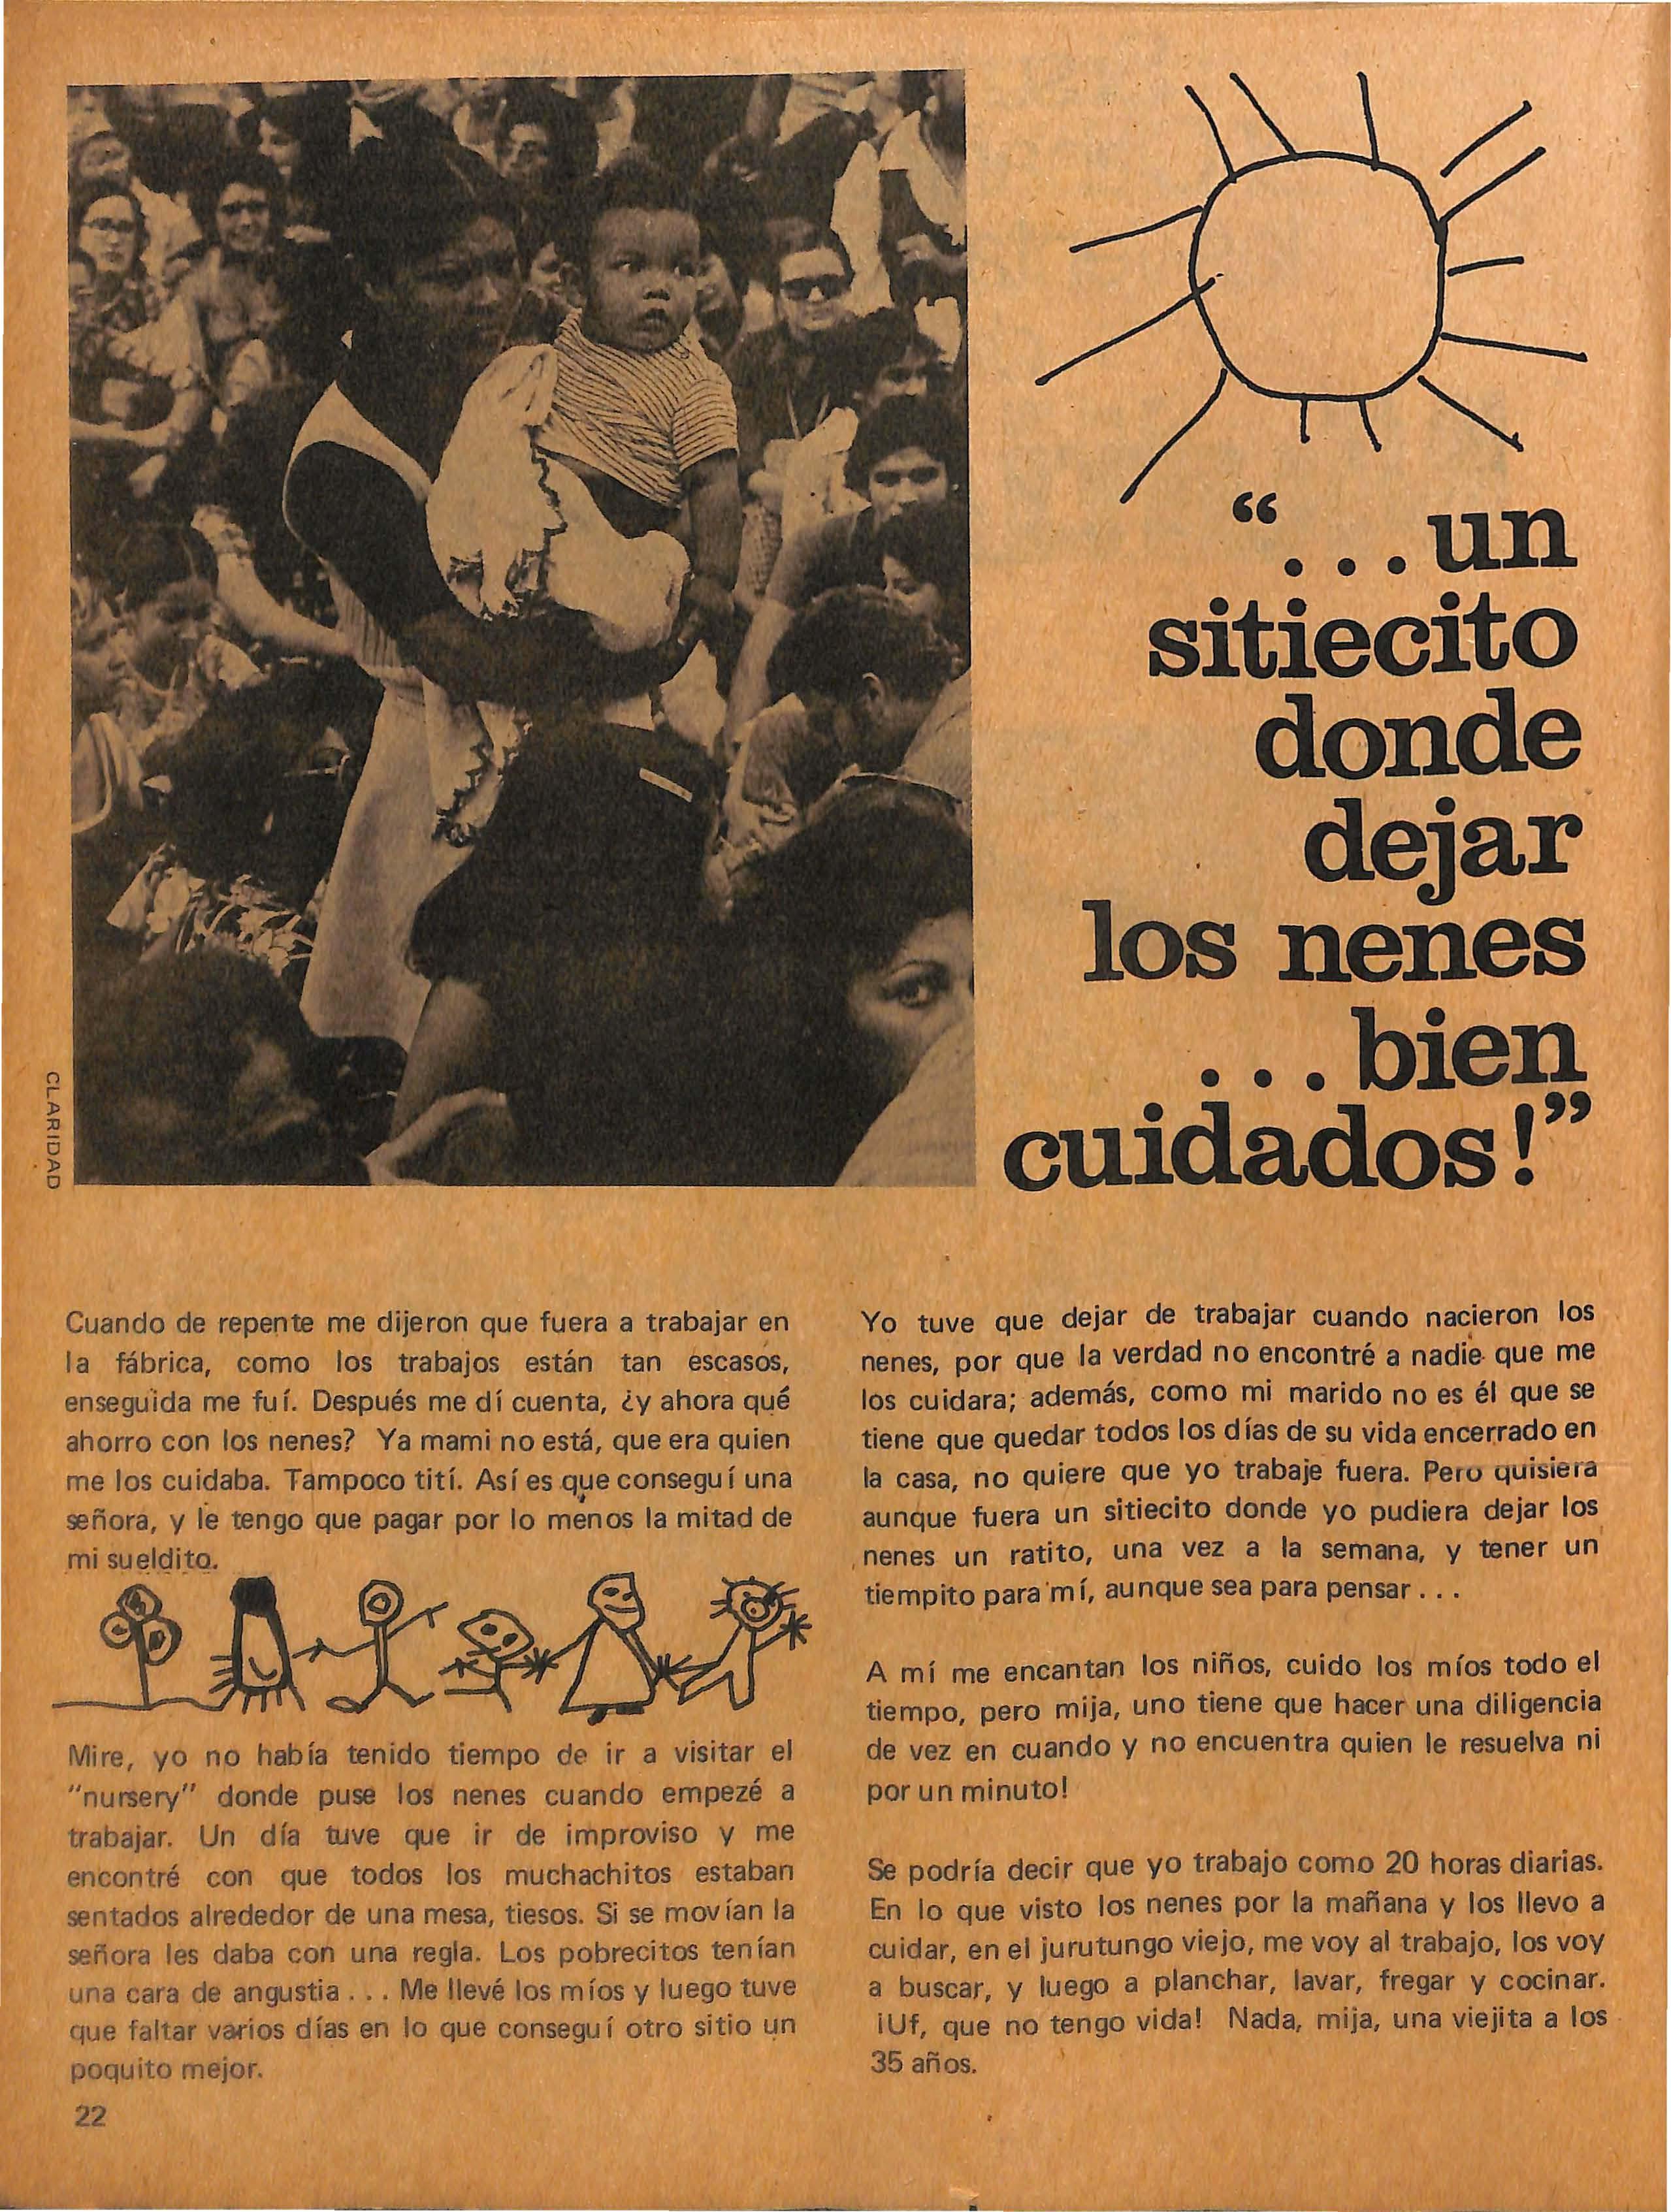 CLARIDAD
“...un
sitiecito
donde
dejar
los nenes
...bien
cuidados!”
Cuando de repente me dijeron que fuera a trabajar en
la fábrica, como los trabajos están tan escasos,
enseguida me fuí. Después me dí cuenta, ¿y ahora qué
ahorro con los nenes? Ya mami no está, que era quien
me los cuidaba. Tampoco tití. Así es que conseguí una
señora, y le tengo que pagar por lo menos la mitad de
mi sueldito.
Mire, yo no había tenido tiempo de ir a visitar el
"nursery" donde puse los nenes cuando empezé a
trabajar. Un día tuve que ir de improviso y me
encontré con que todos los muchachitos estaban
sentados alrededor de una mesa, tiesos. Si se movían la
señora les daba con una regla. Los pobrecitos tenían
una cara de angustia . . . Me llevé los míos y luego tuve
que faltar varios días en lo que conseguí otro sitio un
poquito mejor.
22
Yo tuve que dejar de trabajar cuando nacieron los
nenes, por que la verdad no encontré a nadie que me
los cuidara; además, como mi marido no es él que se
tiene que quedar todos los días de su vida encerrado en
la casa, no quiere que yo trabaje fuera. Pero quisiera
aunque fuera un sitiecito donde yo pudiera dejar los
nenes un ratito, una vez a la semana, y tener un
tiempito para mí, aunque sea para pensar . . .
A mí me encantan los niños, cuido los míos todo el
tiempo, pero mija, uno tiene que hacer una diligencia
de vez en cuando y no encuentra quien le resuelva ni
por un minuto!
Se podría decir que yo trabajo como 20 horas diarias.
En lo que visto los nenes por la mañana y los llevo a
cuidar, en el jurutungo viejo, me voy al trabajo, los voy
a buscar, y luego a planchar, lavar, fregar y cocinar.
¡Uf, que no tengo vida! Nada, mija, una viejita a los
35 años.